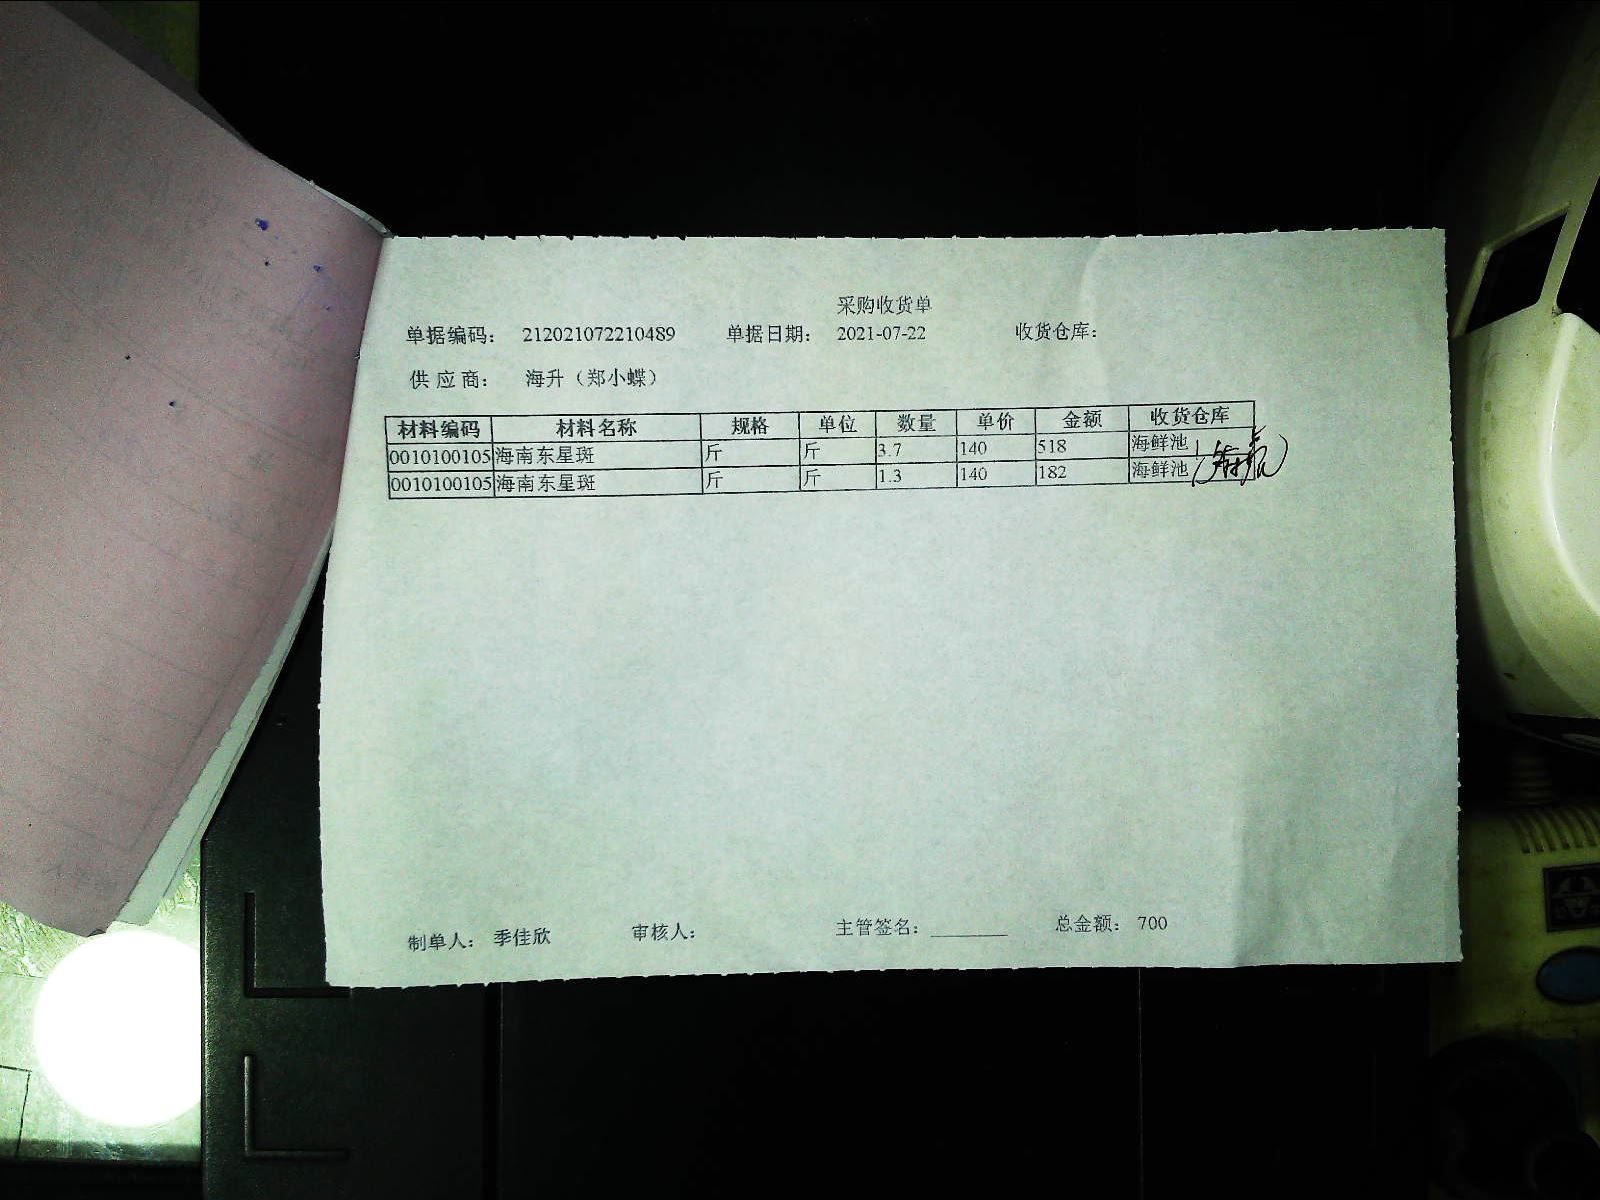 采购收货单
单据编码： 212021072210489 单据日期： 2021-07-22 收货仓库：
供应商： 海升（郑小蝶）
材料编码 材料名称 规格 单位 数量 单价 金额 收货仓库
0010100105 海南东星斑 斤 斤 3.7 140 518 海鲜池
0010100105 海南东星斑 斤 斤 1.3 140 182 海鲜池
制单人： 季佳欣 审核人： 主管签名：________ 总金额： 700